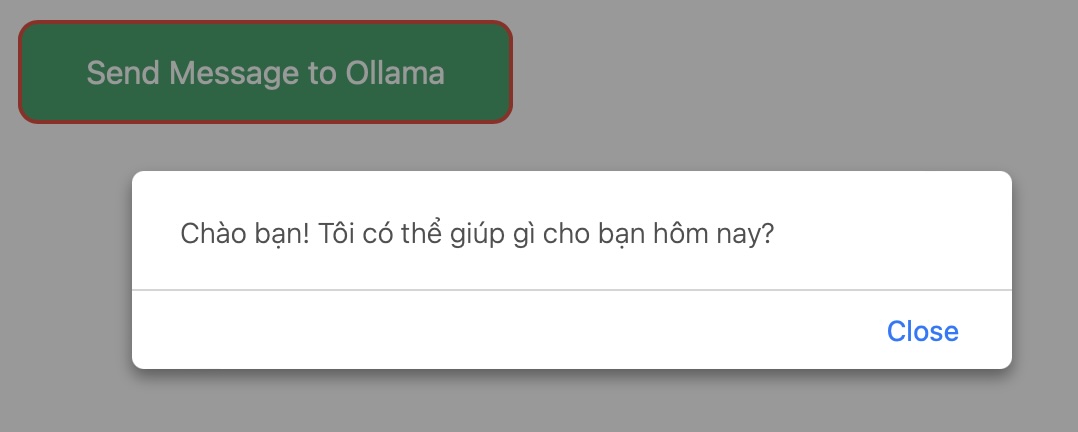 Send Message to Ollama
Chào bạn! Tôi có thể giúp gì cho bạn hôm nay?
Close